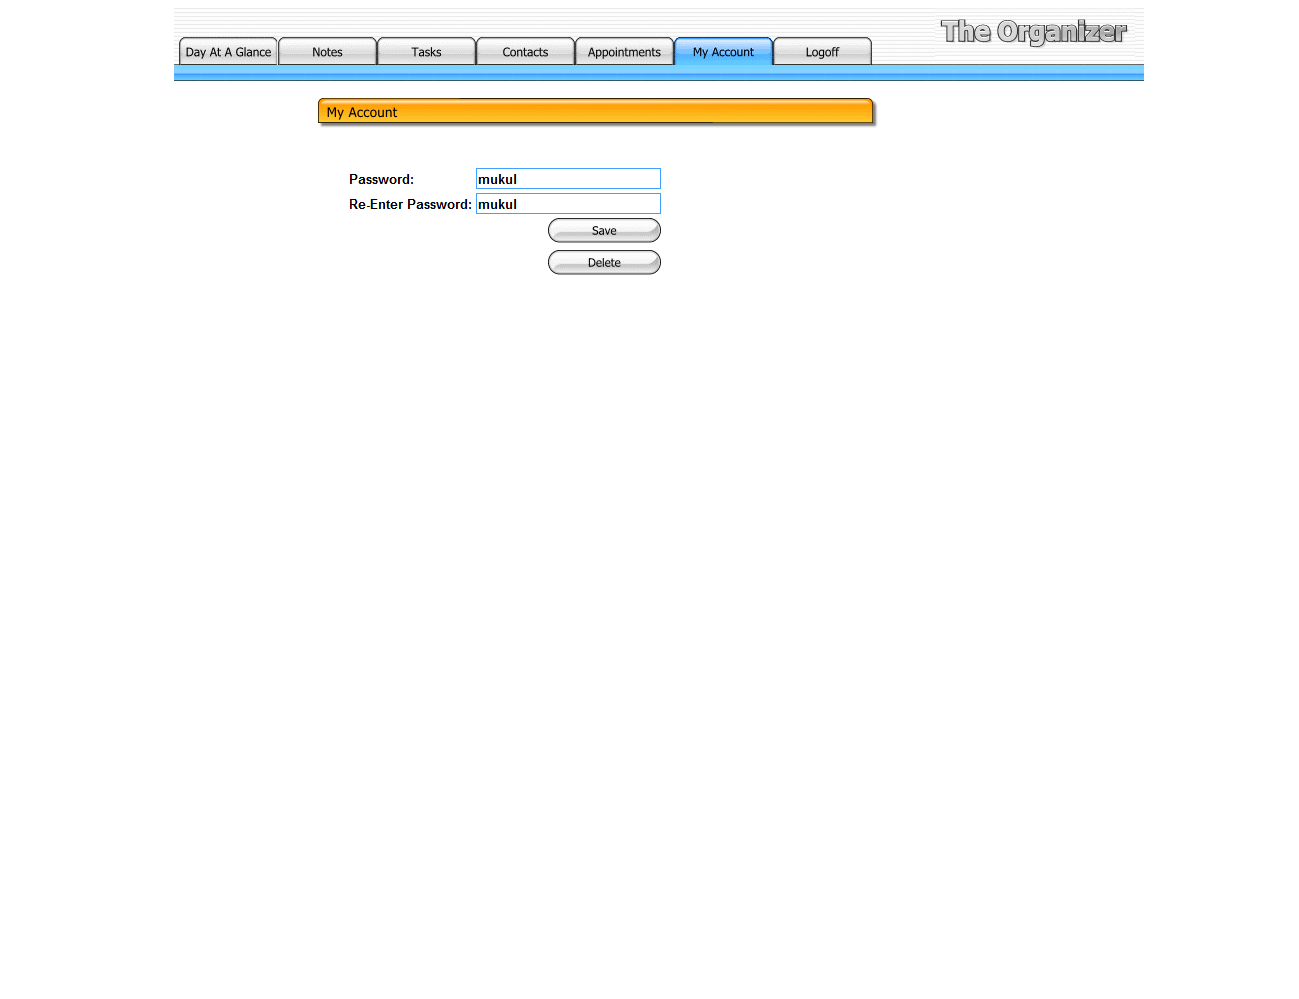 The Organizer
Day At A Glance Notes Tasks Contacts Appointments My Account Logoff
My Account
Password: mukul
Re-Enter Password: mukul
Save
Delete